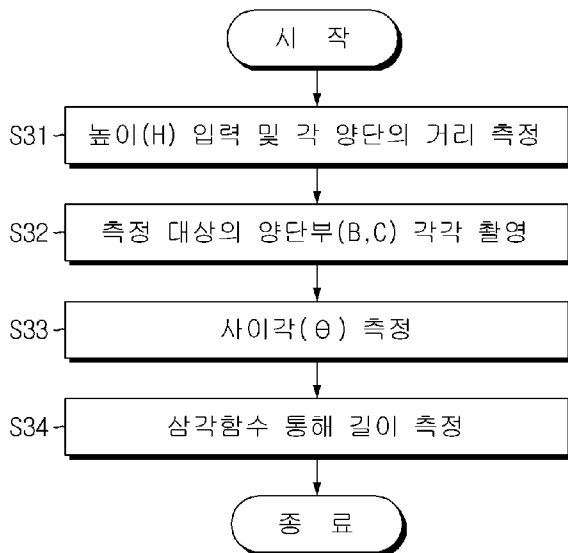 시 작
S31 높이(H) 입력 및 각 양단의 거리 측정
S32 측정 대상의 양단부(B,C) 각각 촬영
S33 사이각(θ) 측정
S34 삼각함수 통해 길이 측정
종 료